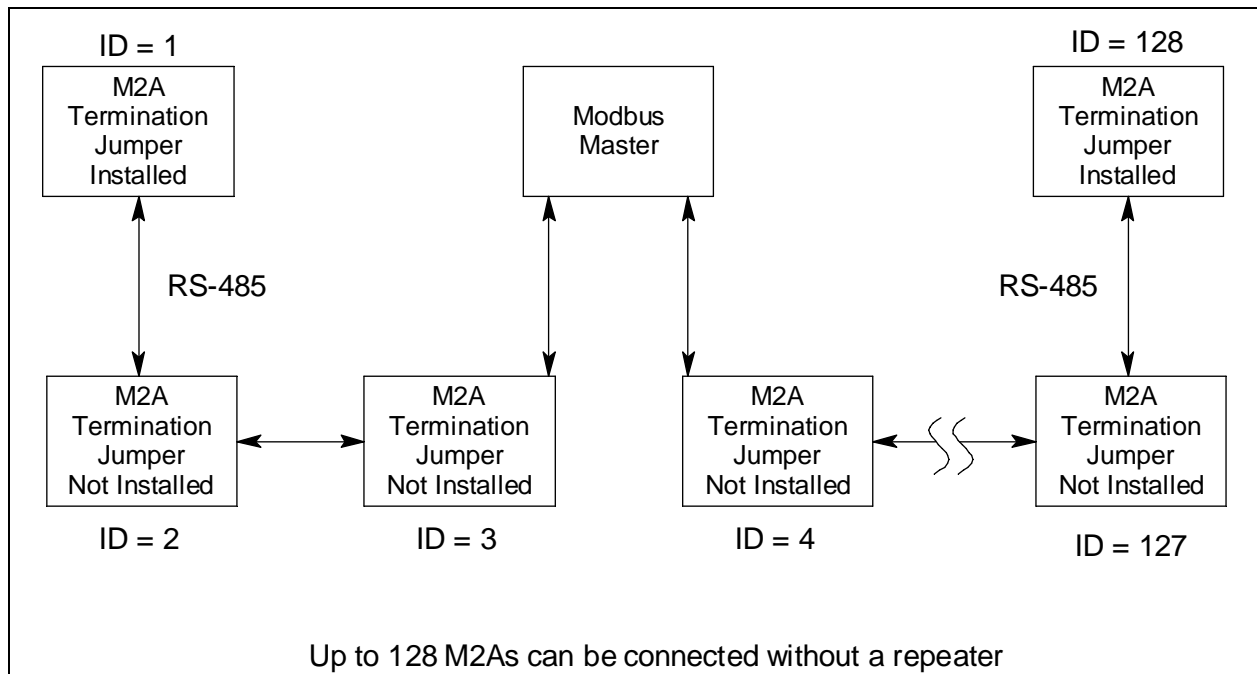 ID = 1
M2A
Termination
Jumper
Installed
Modbus
Master
ID = 128
M2A
Termination
Jumper
Installed
RS-485
RS-485
M2A
Termination
Jumper
Not Installed
ID = 2
M2A
Termination
Jumper
Not Installed
ID = 3
M2A
Termination
Jumper
Not Installed
ID = 4
M2A
Termination
Jumper
Not Installed
ID = 127
Up to 128 M2As can be connected without a repeater